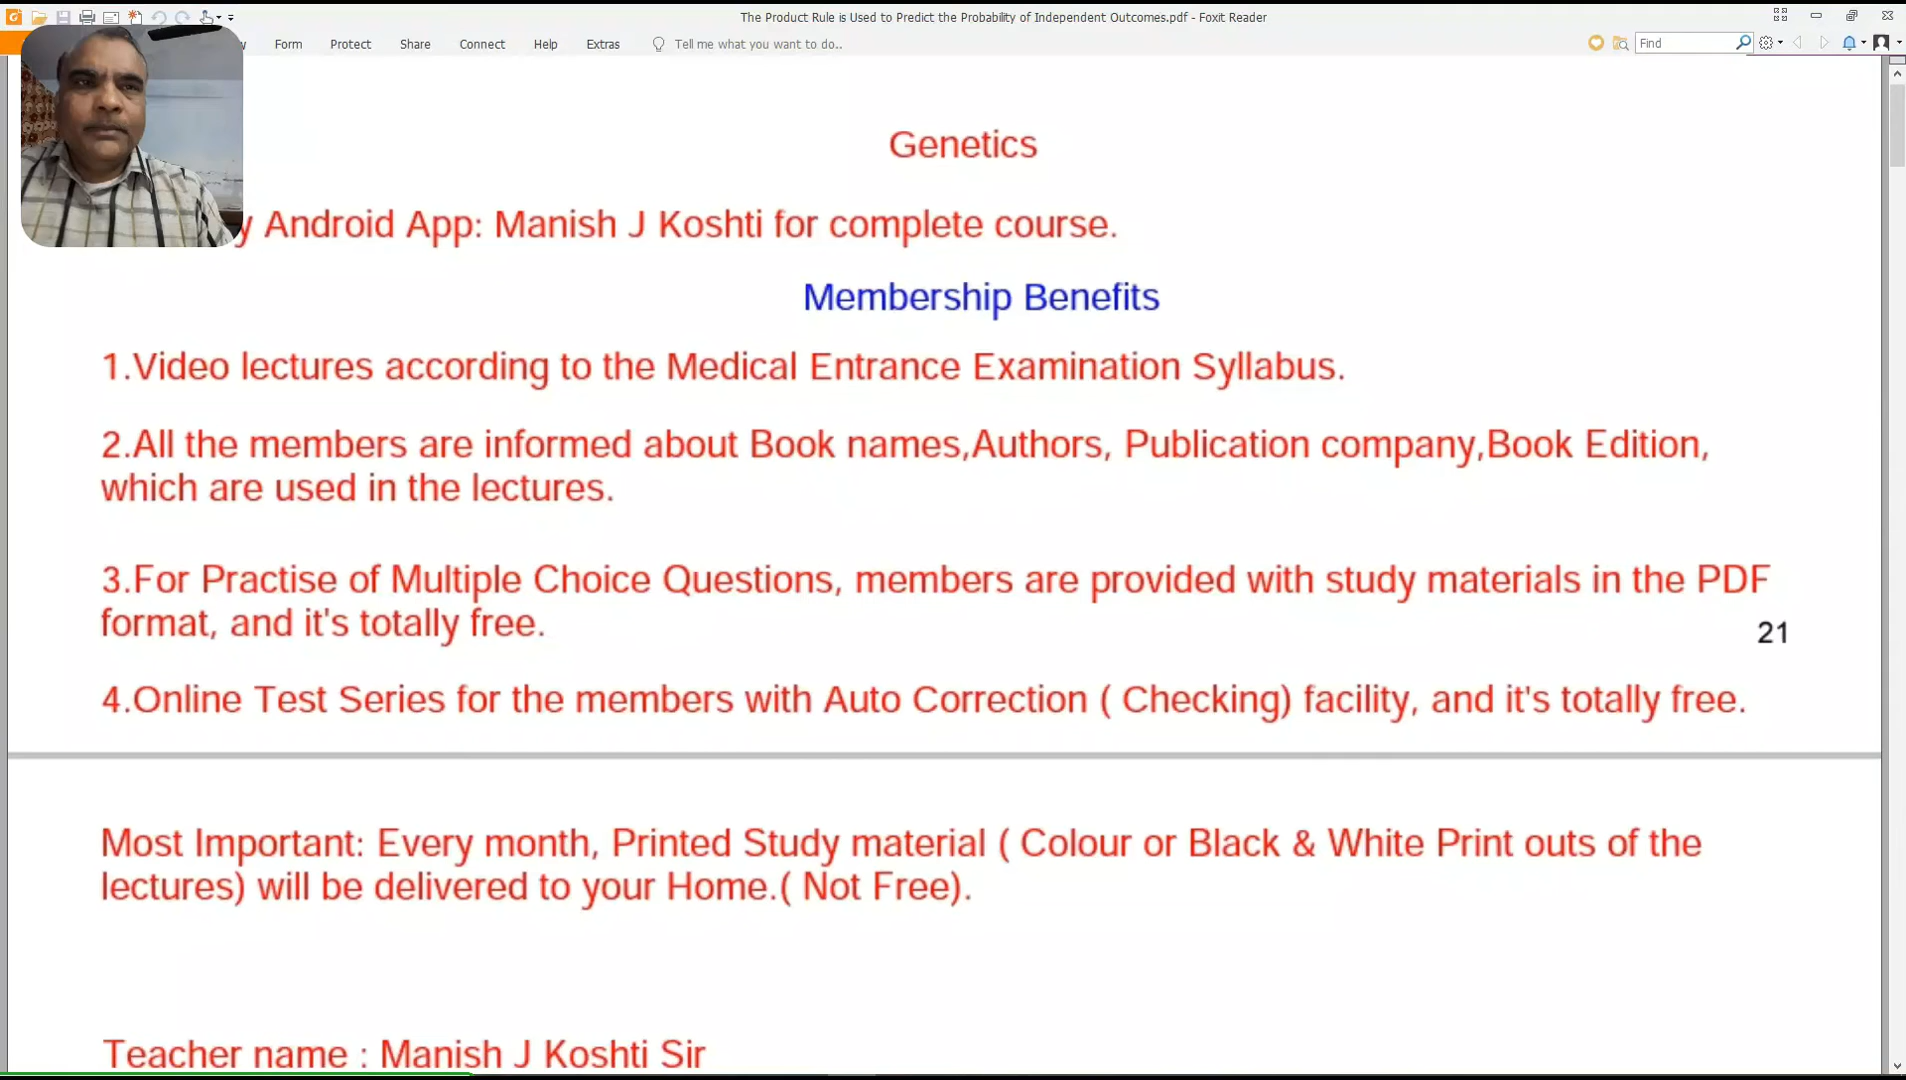 The Product Rule is Used to Predict the Probability of Independent Outcomes.pdf - Foxit Reader
Form Protect Share Connect Help Extras Tell me what you want to do.. Find
Genetics
y Android App: Manish J Koshti for complete course.
Membership Benefits
1.Video lectures according to the Medical Entrance Examination Syllabus.
2.All the members are informed about Book names,Authors, Publication company,Book Edition,
which are used in the lectures.
3.For Practise of Multiple Choice Questions, members are provided with study materials in the PDF
format, and it's totally free.
21
4.Online Test Series for the members with Auto Correction ( Checking) facility, and it's totally free.
Most Important: Every month, Printed Study material ( Colour or Black & White Print outs of the
lectures) will be delivered to your Home.( Not Free).
Teacher name : Manish J Koshti Sir